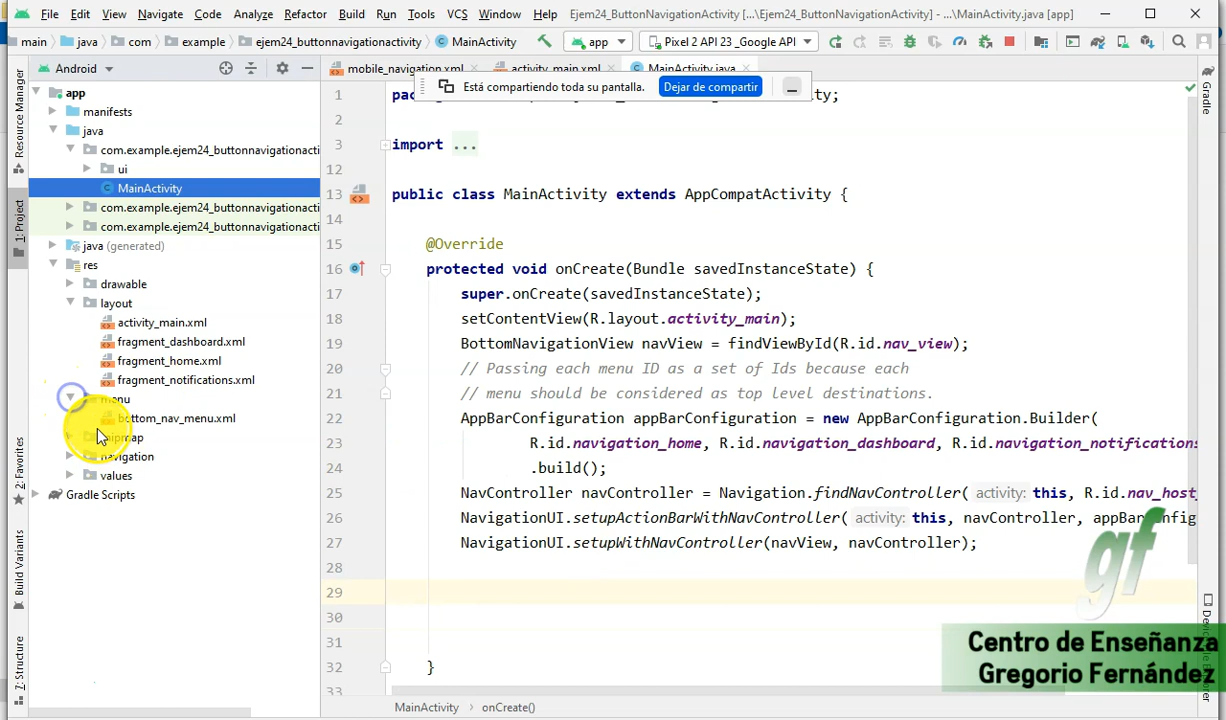 File Edit View Navigate Code Analyze Refactor Build Run Tools VCS Window Help Ejem24_ButtonNavigationActivity [...\Ejem24_ButtonNavigationActivity] - ...\MainActivity.java [app]
main java com example ejem24_buttonnavigationactivity MainActivity app Pixel 2 API 23 _Google API
Android mobile_navigation.xml activity_main.xml MainActivity.java
Está compartiendo toda su pantalla. Dejar de compartir
Resource Manager
1: Project
2: Favorites
Build Variants
7: Structure
Gradle
app
manifests
java
com.example.ejem24_buttonnavigationacti
ui
MainActivity
com.example.ejem24_buttonnavigationacti
com.example.ejem24_buttonnavigationacti
java (generated)
res
drawable
layout
activity_main.xml
fragment_dashboard.xml
fragment_home.xml
fragment_notifications.xml
menu
bottom_nav_menu.xml
navigation
values
Gradle Scripts
1
2
3 import ...
12
13 public class MainActivity extends AppCompatActivity {
14
15 @Override
16 protected void onCreate(Bundle savedInstanceState) {
17 super.onCreate(savedInstanceState);
18 setContentView(R.layout.activity_main);
19 BottomNavigationView navView = findViewById(R.id.nav_view);
20 // Passing each menu ID as a set of Ids because each
21 // menu should be considered as top level destinations.
22 AppBarConfiguration appBarConfiguration = new AppBarConfiguration.Builder(
23 R.id.navigation_home, R.id.navigation_dashboard, R.id.navigation_notifications
24 .build();
25 NavController navController = Navigation.findNavController( activity: this, R.id.nav_host_
26 NavigationUI.setupActionBarWithNavController( activity: this, navController,
27 NavigationUI.setupWithNavController(navView, navController);
28
29
30
31
32 }
33
MainActivity › onCreate()
gf
Centro de Enseñanza
Gregorio Fernández